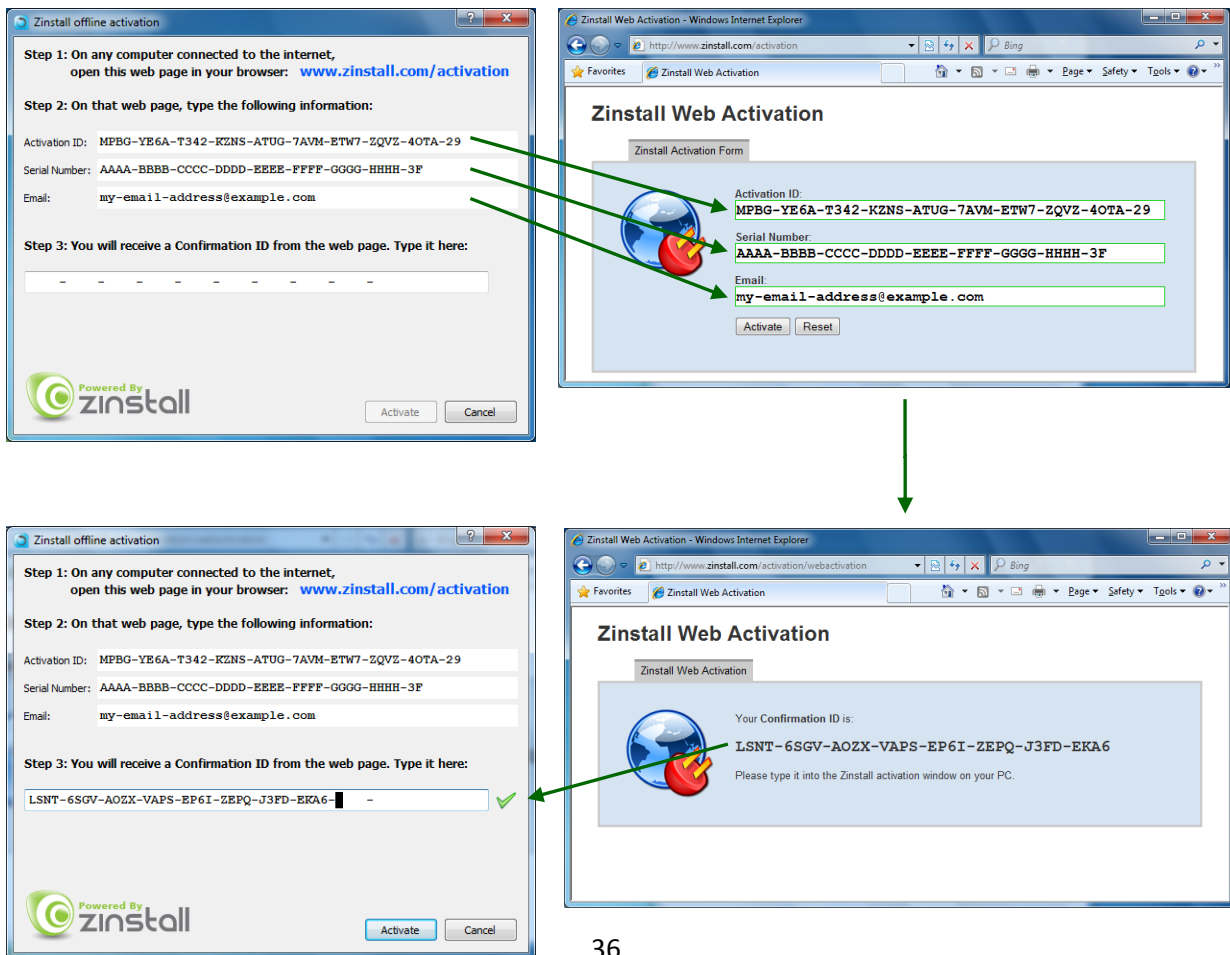 Zinstall offline activation
Step 1: On any computer connected to the internet,
open this web page in your browser: www.zinstall.com/activation
Step 2: On that web page, type the following information:
Activation ID: MPBG-YE6A-T342-KZNS-ATUG-7AVM-ETW7-ZQVZ-4OTA-29
Serial Number: AAAA-BBBB-CCCC-DDDD-EEEE-FFFF-GGGG-HHHH-3F
Email: my-email-address@example.com
Step 3: You will receive a Confirmation ID from the web page. Type it here:
- - - - - - - - -
Powered By
zinstall
Activate Cancel
Zinstall Web Activation - Windows Internet Explorer
http://www.zinstall.com/activation
Bing
Favorites Zinstall Web Activation Page Safety Tools
Zinstall Web Activation
Zinstall Activation Form
Activation ID:
MPBG-YE6A-T342-KZNS-ATUG-7AVM-ETW7-ZQVZ-4OTA-29
Serial Number:
AAAA-BBBB-CCCC-DDDD-EEEE-FFFF-GGGG-HHHH-3F
Email:
my-email-address@example.com
Activate Reset
Zinstall offline activation
Step 1: On any computer connected to the internet,
open this web page in your browser: www.zinstall.com/activation
Step 2: On that web page, type the following information:
Activation ID: MPBG-YE6A-T342-KZNS-ATUG-7AVM-ETW7-ZQVZ-4OTA-29
Serial Number: AAAA-BBBB-CCCC-DDDD-EEEE-FFFF-GGGG-HHHH-3F
Email: my-email-address@example.com
Step 3: You will receive a Confirmation ID from the web page. Type it here:
LSNT-6SGV-AOZX-VAPS-EP6I-ZEPQ-J3FD-EKA6- -
Powered By
zinstall
Activate Cancel
Zinstall Web Activation - Windows Internet Explorer
http://www.zinstall.com/activation/webactivation
Bing
Favorites Zinstall Web Activation Page Safety Tools
Zinstall Web Activation
Zinstall Web Activation
Your Confirmation ID is:
LSNT-6SGV-AOZX-VAPS-EP6I-ZEPQ-J3FD-EKA6
Please type it into the Zinstall activation window on your PC.
36